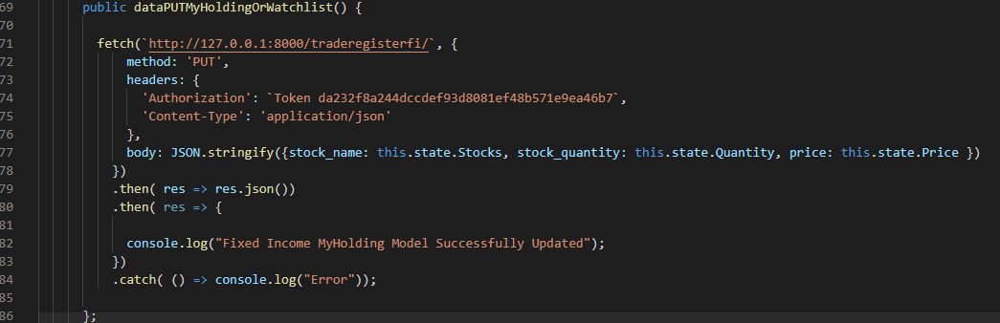 69 public dataPUTMyHoldingOrWatchlist() {
70
71 fetch(`http://127.0.0.1:8000/traderegisterfi/`, {
72 method: 'PUT',
73 headers: {
74 'Authorization': `Token da232f8a244dccdef93d8081ef48b571e9ea46b7`,
75 'Content-Type': 'application/json'
76 },
77 body: JSON.stringify({stock_name: this.state.Stocks, stock_quantity: this.state.Quantity, price: this.state.Price })
78 })
79 .then( res => res.json())
80 .then( res => {
81
82 console.log("Fixed Income MyHolding Model Successfully Updated");
83 })
84 .catch( () => console.log("Error"));
85
86 };